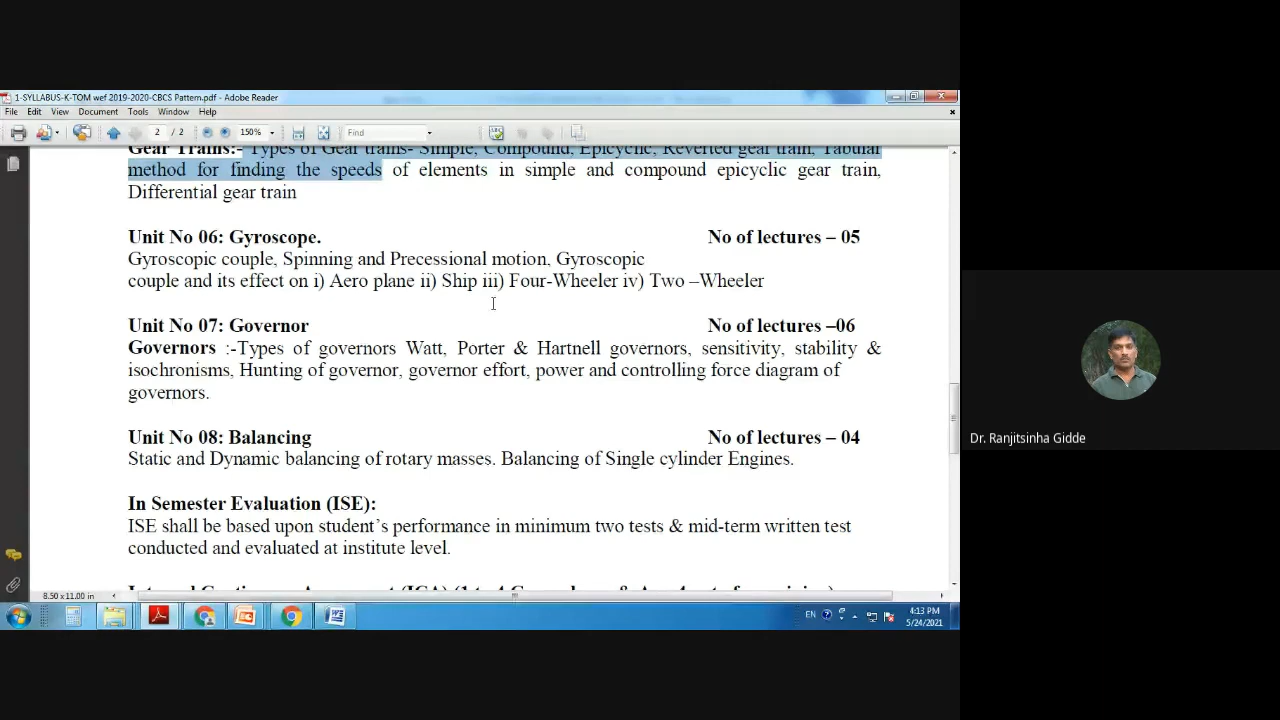 1-SYLLABUS-K-TOM wef 2019-2020-CBCS Pattern.pdf - Adobe Reader
File Edit View Document Tools Window Help
2 / 2 150% Find
Gear Trains:- Types of Gear trains- Simple, Compound, Epicyclic, Reverted gear train, Tabular
method for finding the speeds of elements in simple and compound epicyclic gear train,
Differential gear train
Unit No 06: Gyroscope. No of lectures – 05
Gyroscopic couple, Spinning and Precessional motion, Gyroscopic
couple and its effect on i) Aero plane ii) Ship iii) Four-Wheeler iv) Two –Wheeler
Unit No 07: Governor No of lectures –06
Governors :-Types of governors Watt, Porter & Hartnell governors, sensitivity, stability &
isochronisms, Hunting of governor, governor effort, power and controlling force diagram of
governors.
Unit No 08: Balancing No of lectures – 04
Static and Dynamic balancing of rotary masses. Balancing of Single cylinder Engines.
In Semester Evaluation (ISE):
ISE shall be based upon student's performance in minimum two tests & mid-term written test
conducted and evaluated at institute level.
8.50 x 11.00 in
EN 4:13 PM
5/24/2021
Dr. Ranjitsinha Gidde